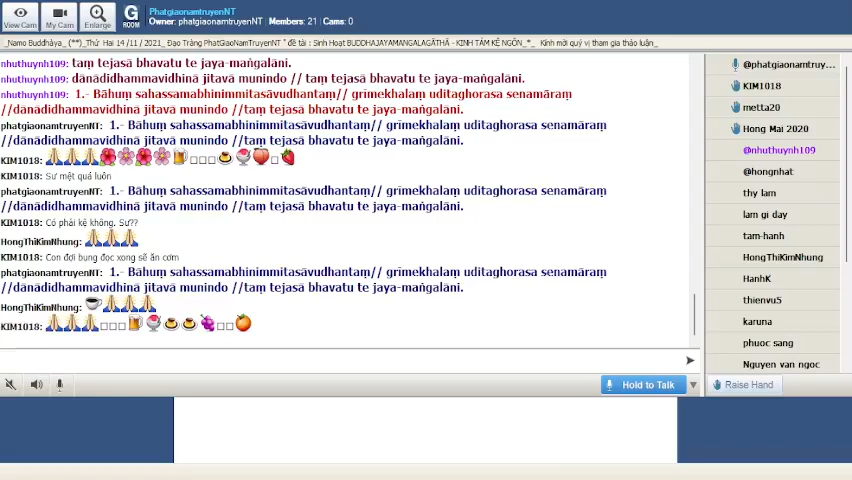 View Cam
My Cam
Enlarge
G
ROOM
PhatgiaonamtruyenNT
Owner: phatgiaonamtruyenNT Members: 21 Cams: 0
_Namo Buddhāya_ (**)_Thứ Hai 14 /11 / 2021_ Đạo Tràng PhatGiaoNamTruyenNT " đề tài : Sinh Hoạt BUDDHAJAYAMANGALAGĀTHĀ - KINH TÁM KỆ NGÔN_*_ Kính mời quý vị tham gia thảo luận_
nhuthuynh109: taṃ tejasā bhavatu te jaya-maṅgalāni.
nhuthuynh109: dānādidhammavidhinā jitavā munindo // taṃ tejasā bhavatu te jaya-maṅgalāni.
nhuthuynh109: 1.- Bāhuṃ sahassamabhinimmitasāvudhantaṃ// grīmekhalaṃ uditaghorasa senamāraṃ
//dānādidhammavidhinā jitavā munindo //taṃ tejasā bhavatu te jaya-maṅgalāni.
phatgiaonamtruyenNT: 1.- Bāhuṃ sahassamabhinimmitasāvudhantaṃ// grīmekhalaṃ uditaghorasa senamāraṃ
//dānādidhammavidhinā jitavā munindo //taṃ tejasā bhavatu te jaya-maṅgalāni.
KIM1018:
KIM1018: Sư mệt quá luôn
phatgiaonamtruyenNT: 1.- Bāhuṃ sahassamabhinimmitasāvudhantaṃ// grīmekhalaṃ uditaghorasa senamāraṃ
//dānādidhammavidhinā jitavā munindo //taṃ tejasā bhavatu te jaya-maṅgalāni.
KIM1018: Có phải kệ không, Sư??
HongThiKimNhung:
KIM1018: Con đợi bụng đọc xong sẽ ăn cơm
phatgiaonamtruyenNT: 1.- Bāhuṃ sahassamabhinimmitasāvudhantaṃ// grīmekhalaṃ uditaghorasa senamāraṃ
//dānādidhammavidhinā jitavā munindo //taṃ tejasā bhavatu te jaya-maṅgalāni.
HongThiKimNhung:
KIM1018:
Hold to Talk
@phatgiaonamtruy...
KIM1018
metta20
Hong Mai 2020
@nhuthuynh109
@hongnhat
thy lam
lam gi day
tam-hanh
HongThiKimNhung
HanhK
thienvu5
karuna
phuoc sang
Nguyen van ngoc
Raise Hand